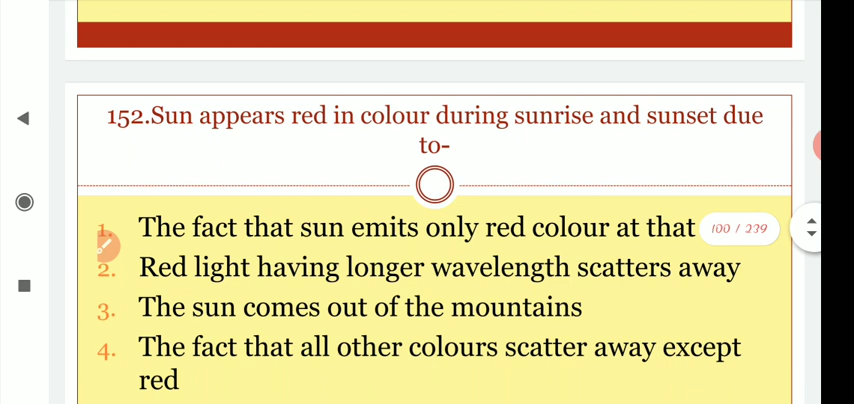 152.Sun appears red in colour during sunrise and sunset due
to-
1. The fact that sun emits only red colour at that
100 / 239
2. Red light having longer wavelength scatters away
3. The sun comes out of the mountains
4. The fact that all other colours scatter away except
red